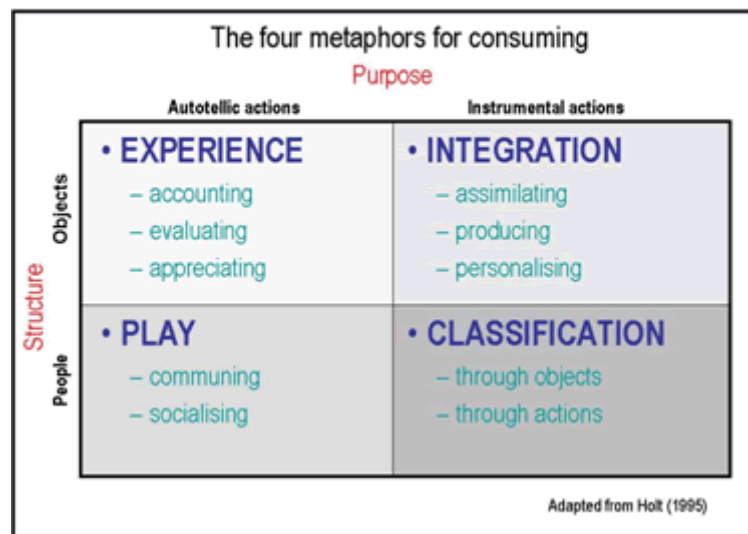 The four metaphors for consuming
Purpose
Autotellic actions
Instrumental actions
Structure
Objects
• EXPERIENCE
– accounting
– evaluating
– appreciating
• INTEGRATION
– assimilating
– producing
– personalising
People
• PLAY
– communing
– socialising
• CLASSIFICATION
– through objects
– through actions
Adapted from Holt (1995)